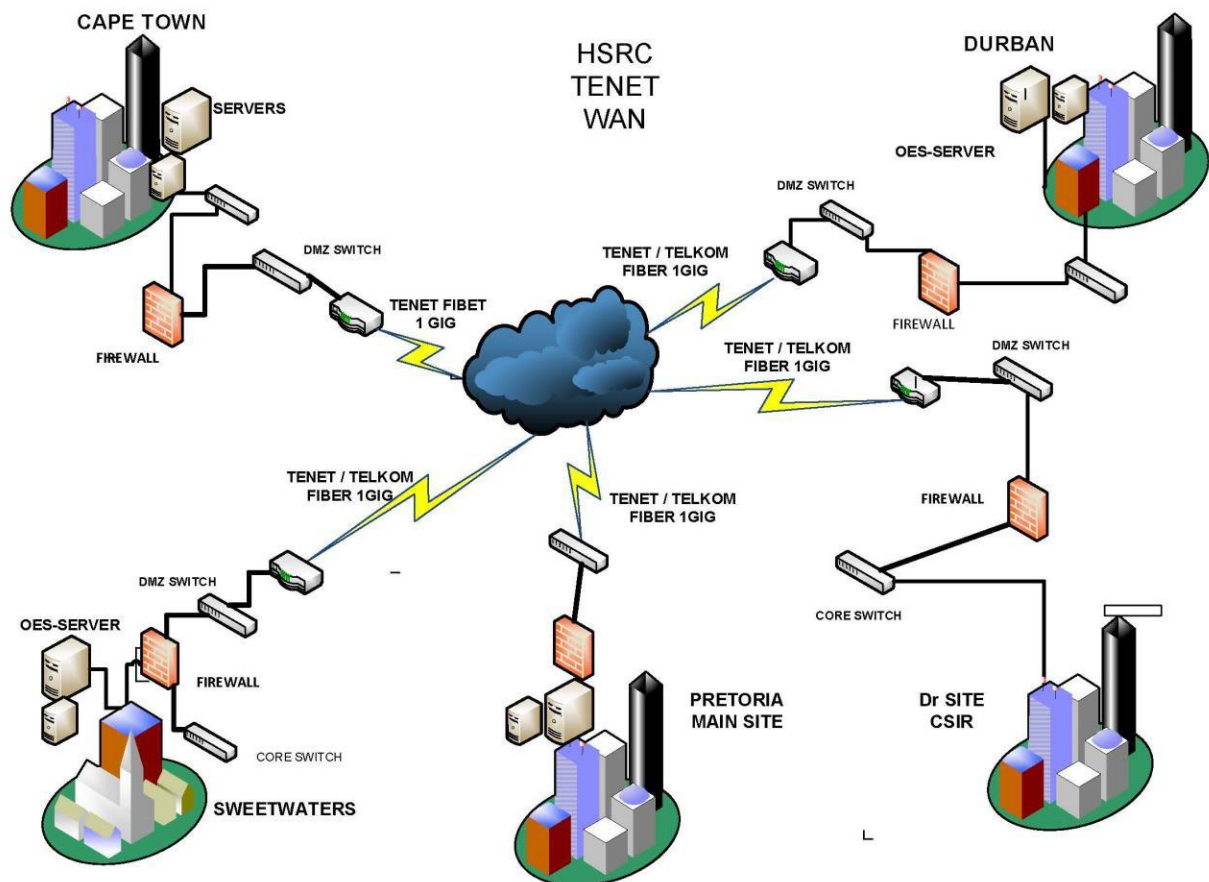 CAPE TOWN
SERVERS
DMZ SWITCH
TENET FIBET
1 GIG
FIREWALL
HSRC
TENET
WAN
DURBAN
OES-SERVER
DMZ SWITCH
TENET / TELKOM
FIBER 1GIG
FIREWALL
TENET / TELKOM
FIBER 1GIG
DMZ SWITCH
FIREWALL
CORE SWITCH
Dr SITE
CSIR
TENET / TELKOM
FIBER 1GIG
PRETORIA
MAIN SITE
TENET / TELKOM
FIBER 1GIG
DMZ SWITCH
OES-SERVER
FIREWALL
CORE SWITCH
SWEETWATERS